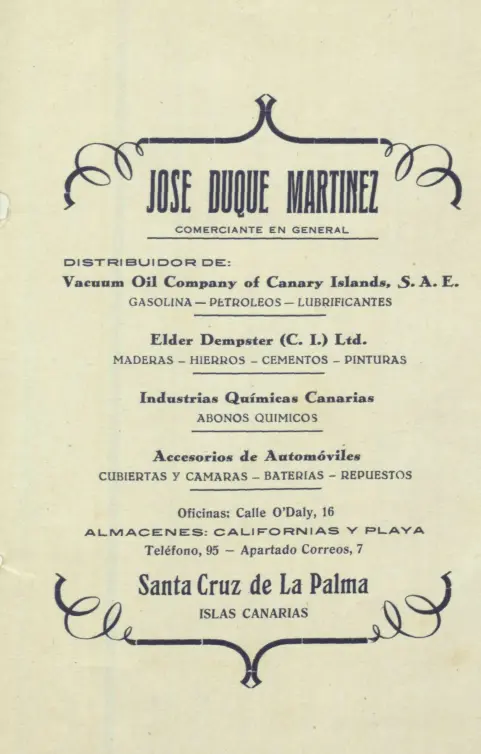 JOSE DUQUE MARTINEZ
COMERCIANTE EN GENERAL
DISTRIBUIDOR DE:
Vacuum Oil Company of Canary Islands, S. A. E.
GASOLINA — PETROLEOS — LUBRIFICANTES
Elder Dempster (C. I.) Ltd.
MADERAS – HIERROS – CEMENTOS – PINTURAS
Industrias Químicas Canarias
ABONOS QUIMICOS
Accesorios de Automóviles
CUBIERTAS Y CAMARAS – BATERIAS – REPUESTOS
Oficinas: Calle O'Daly, 16
ALMACENES: CALIFORNIAS Y PLAYA
Teléfono, 95 — Apartado Correos, 7
Santa Cruz de La Palma
ISLAS CANARIAS